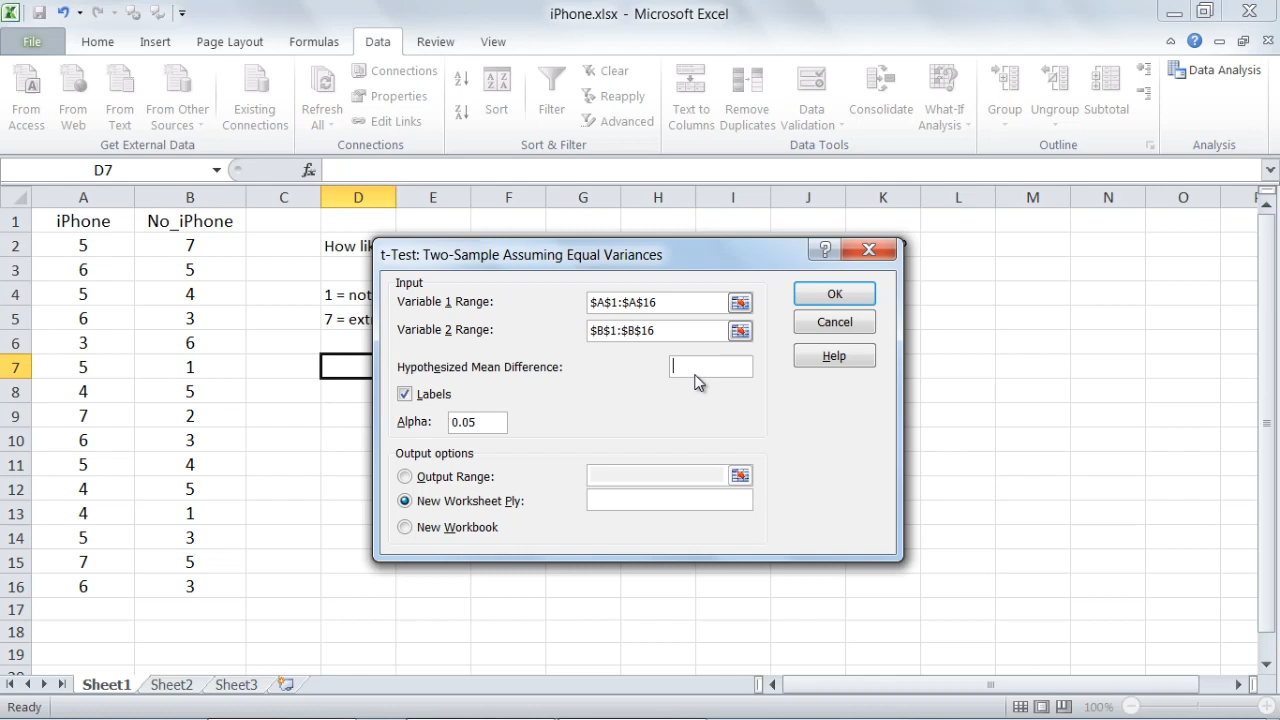 iPhone.xlsx - Microsoft Excel
File Home Insert Page Layout Formulas Data Review View
From Access
From Web
From Text
From Other Sources
Existing Connections
Get External Data
Refresh All
Connections
Properties
Edit Links
Connections
Sort
Filter
Clear
Reapply
Advanced
Sort & Filter
Text to Columns
Remove Duplicates
Data Validation
Consolidate
What-If Analysis
Data Tools
Group
Ungroup
Subtotal
Outline
Data Analysis
Analysis
D7 fx
A B C D E F G H I J K L M N O P
1 iPhone No_iPhone
2 5 7 How lik ?
3 6 5
4 5 4 1 = not
5 6 3 7 = ext
6 3 6
7 5 1
8 4 5
9 7 2
10 6 3
11 5 4
12 4 5
13 4 1
14 5 3
15 7 5
16 6 3
17
18
19
20
t-Test: Two-Sample Assuming Equal Variances
Input
Variable 1 Range: $A$1:$A$16
Variable 2 Range: $B$1:$B$16
Hypothesized Mean Difference:
Labels
Alpha: 0.05
Output options
Output Range:
New Worksheet Ply:
New Workbook
OK
Cancel
Help
Sheet1 Sheet2 Sheet3
Ready 100%